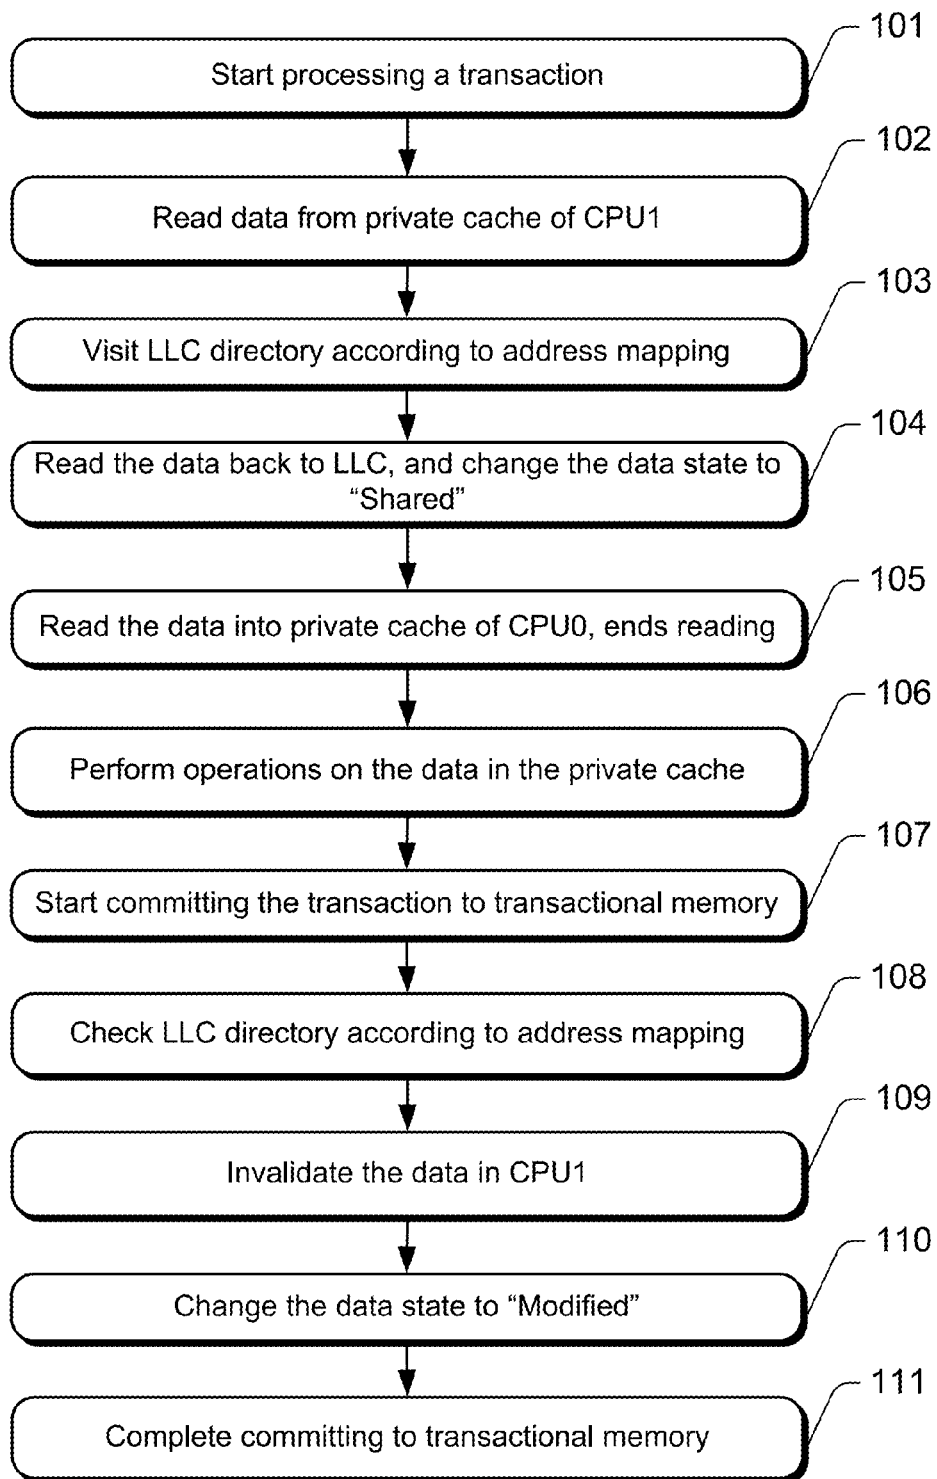 101
Start processing a transaction
102
Read data from private cache of CPU1
103
Visit LLC directory according to address mapping
104
Read the data back to LLC, and change the data state to
“Shared”
105
Read the data into private cache of CPU0, ends reading
106
Perform operations on the data in the private cache
107
Start committing the transaction to transactional memory
108
Check LLC directory according to address mapping
109
Invalidate the data in CPU1
110
Change the data state to “Modified”
111
Complete committing to transactional memory